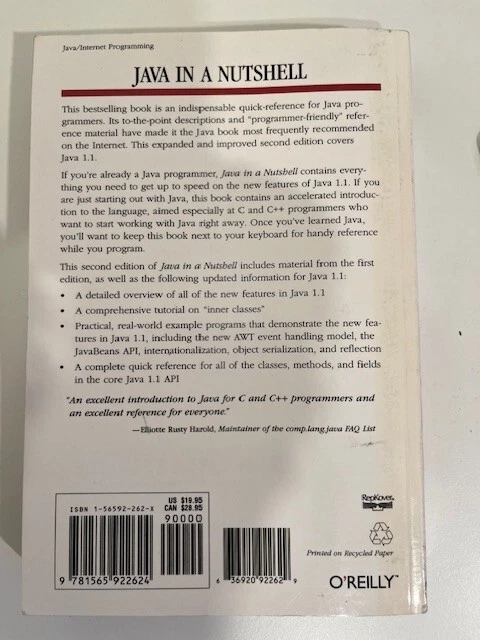 Java/Internet Programming
JAVA IN A NUTSHELL
This bestselling book is an indispensable quick-reference for Java pro-
grammers. Its to-the-point descriptions and "programmer-friendly" refer-
ence material have made it the Java book most frequently recommended
on the Internet. This expanded and improved second edition covers
Java 1.1.
If you're already a Java programmer, Java in a Nutshell contains every-
thing you need to get up to speed on the new features of Java 1.1. If you
are just starting out with Java, this book contains an accelerated introduc-
tion to the language, aimed especially at C and C++ programmers who
want to start working with Java right away. Once you've learned Java,
you'll want to keep this book next to your keyboard for handy reference
while you program.
This second edition of Java in a Nutshell includes material from the first
edition, as well as the following updated information for Java 1.1:
• A detailed overview of all of the new features in Java 1.1
• A comprehensive tutorial on "inner classes"
• Practical, real-world example programs that demonstrate the new fea-
tures in Java 1.1, including the new AWT event handling model, the
JavaBeans API, internationalization, object serialization, and reflection
• A complete quick reference for all of the classes, methods, and fields
in the core Java 1.1 API
"An excellent introduction to Java for C and C++ programmers and
an excellent reference for everyone."
—Elliotte Rusty Harold, Maintainer of the comp.lang.java FAQ List
US $19.95
CAN $28.95
ISBN 1-56592-262-X
90000
9 781565 922624
6 36920 92262 9
RepKover
Printed on Recycled Paper
O'REILLY™